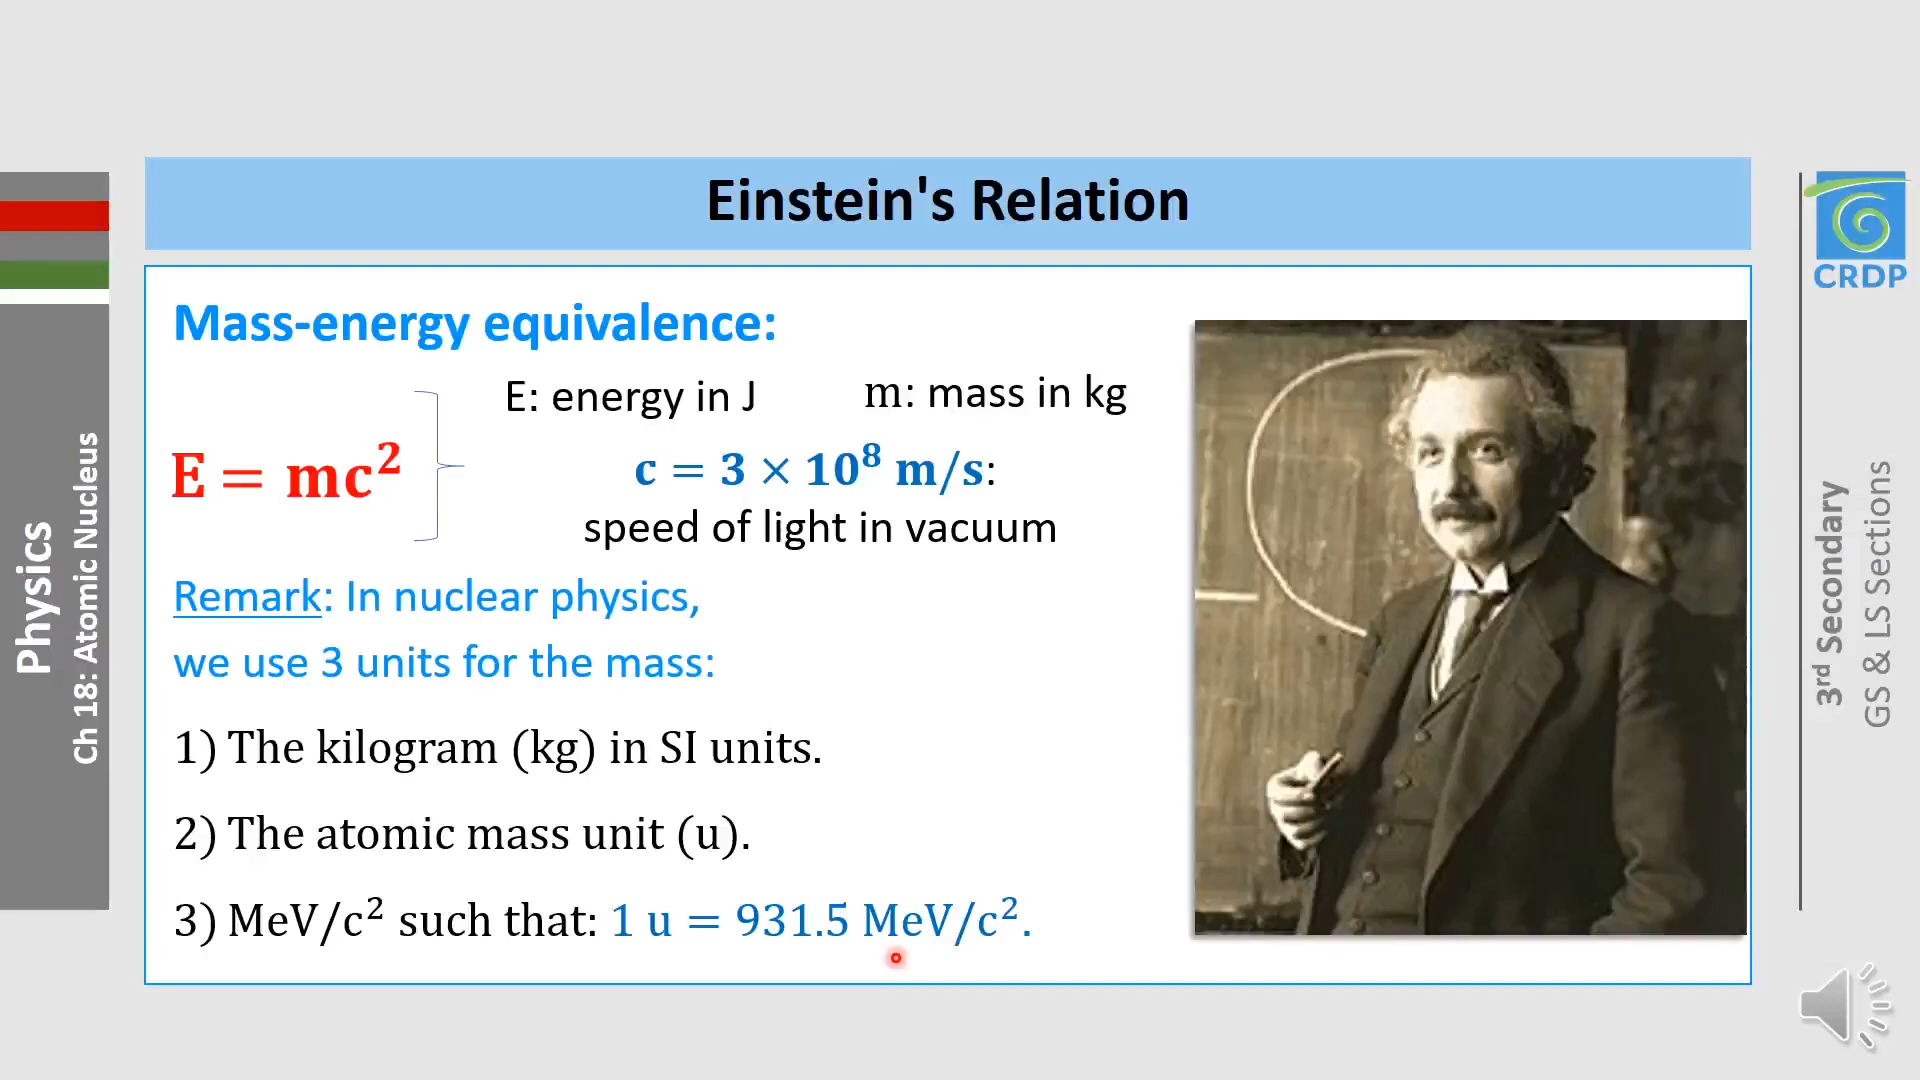 Einstein's Relation
Mass-energy equivalence:
E: energy in J
m: mass in kg
E = mc²
c = 3 × 10⁸ m/s:
speed of light in vacuum
Remark: In nuclear physics,
we use 3 units for the mass:
1) The kilogram (kg) in SI units.
2) The atomic mass unit (u).
3) MeV/c² such that: 1 u = 931.5 MeV/c².
Physics
Ch 18: Atomic Nucleus
CRDP
3rd Secondary
GS & LS Sections